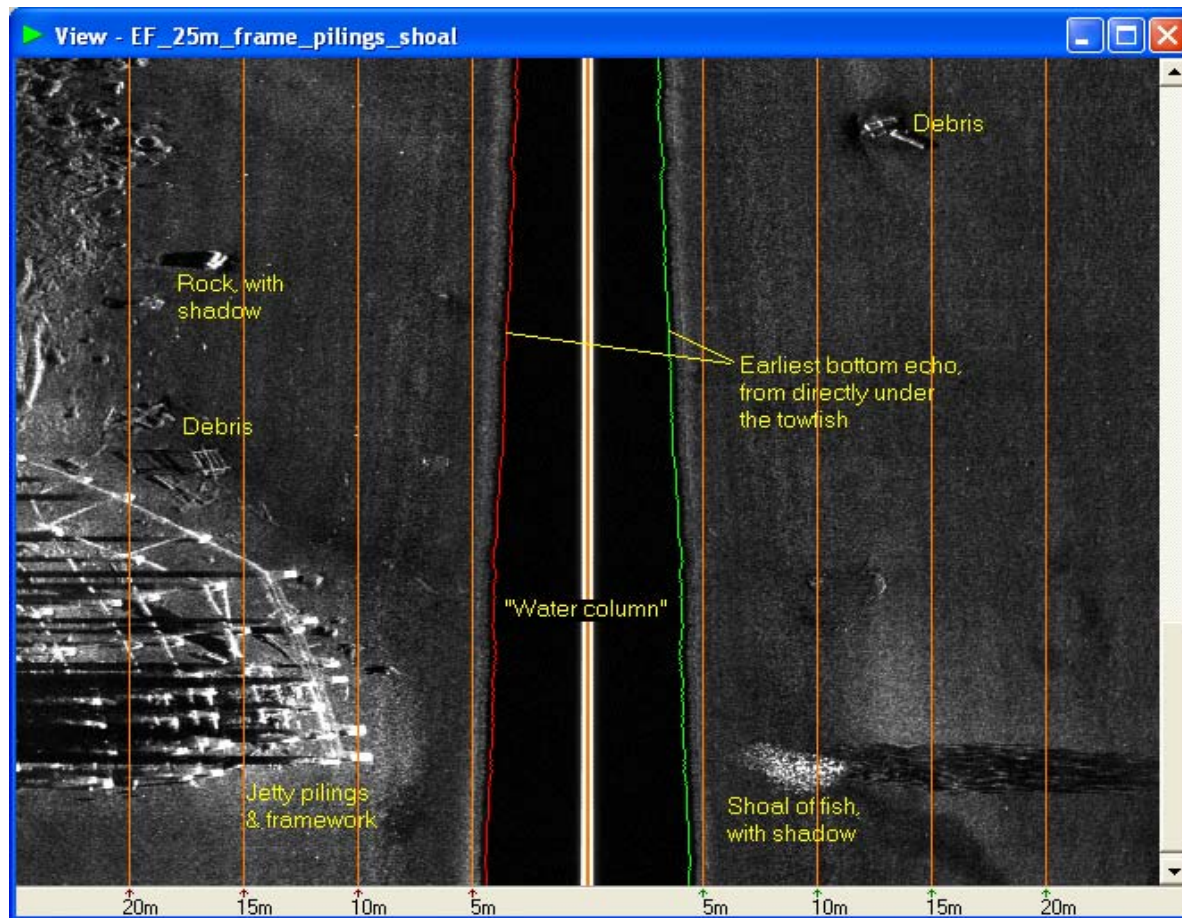 View - EF_25m_frame_pilings_shoal
Debris
Rock, with
shadow
Earliest bottom echo,
from directly under
the towfish
Debris
"Water column"
Jetty pilings
& framework
Shoal of fish,
with shadow
20m 15m 10m 5m 5m 10m 15m 20m